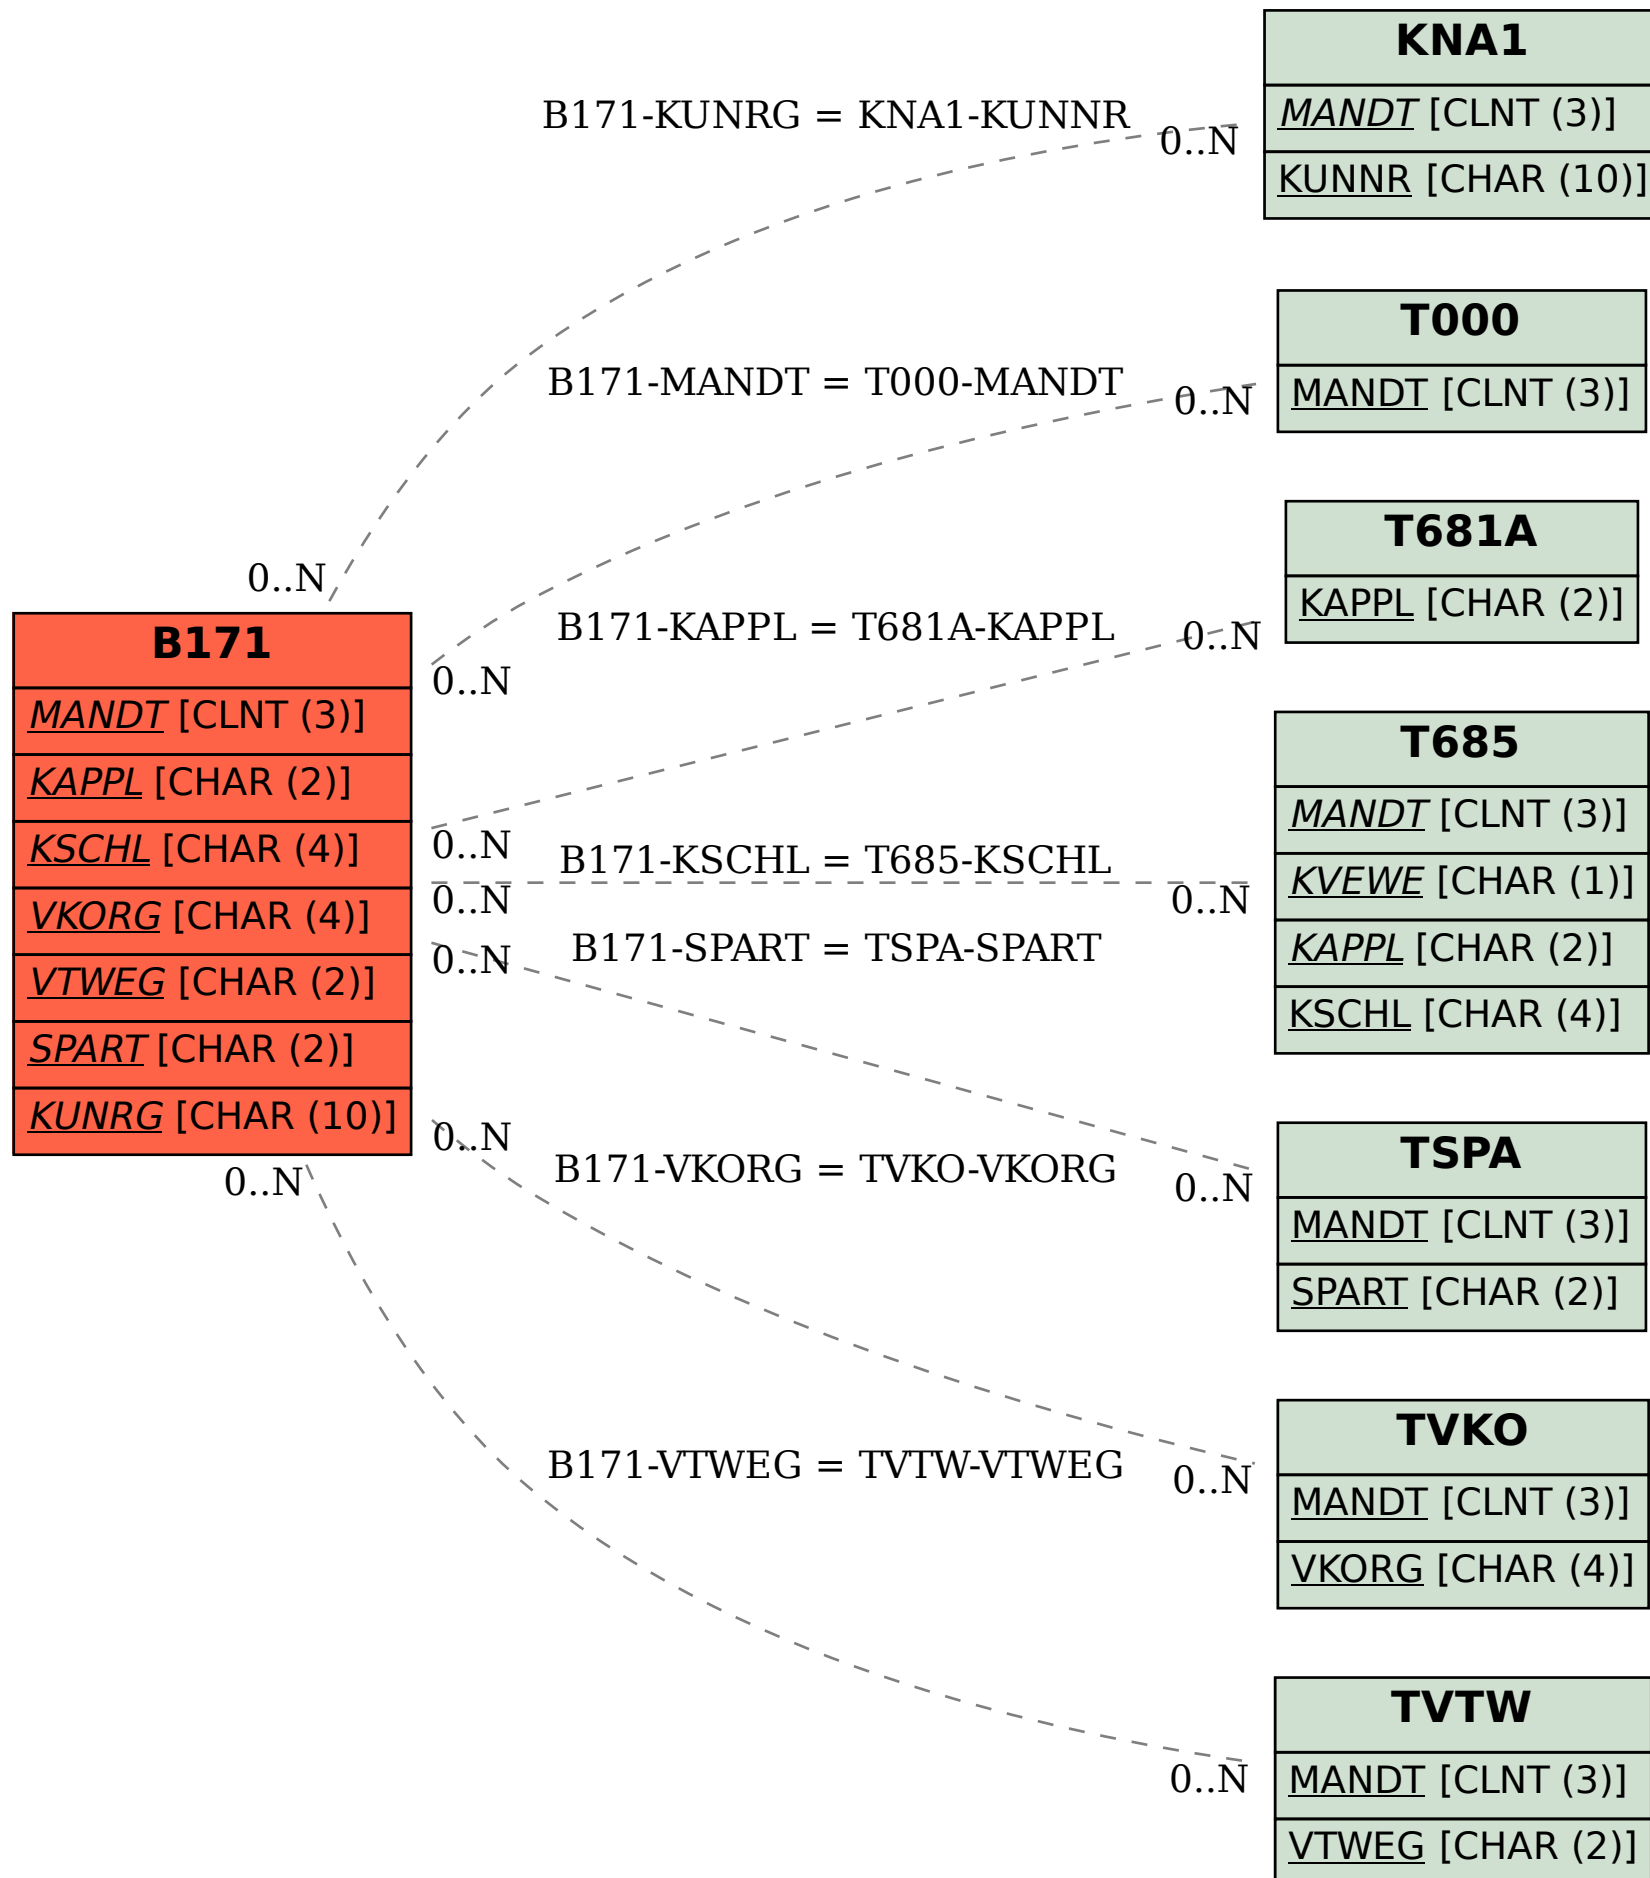 KNA1
MANDT [CLNT (3)]
KUNNR [CHAR (10)]
B171-KUNRG = KNA1-KUNNR
0..N
0..N
T000
MANDT [CLNT (3)]
B171-MANDT = T000-MANDT
0..N
0..N
T681A
KAPPL [CHAR (2)]
B171-KAPPL = T681A-KAPPL
0..N
0..N
B171
MANDT [CLNT (3)]
KAPPL [CHAR (2)]
KSCHL [CHAR (4)]
VKORG [CHAR (4)]
VTWEG [CHAR (2)]
SPART [CHAR (2)]
KUNRG [CHAR (10)]
T685
MANDT [CLNT (3)]
KVEWE [CHAR (1)]
KAPPL [CHAR (2)]
KSCHL [CHAR (4)]
B171-KSCHL = T685-KSCHL
0..N
0..N
B171-SPART = TSPA-SPART
0..N
0..N
TSPA
MANDT [CLNT (3)]
SPART [CHAR (2)]
B171-VKORG = TVKO-VKORG
0..N
0..N
TVKO
MANDT [CLNT (3)]
VKORG [CHAR (4)]
B171-VTWEG = TVTW-VTWEG
0..N
0..N
TVTW
MANDT [CLNT (3)]
VTWEG [CHAR (2)]